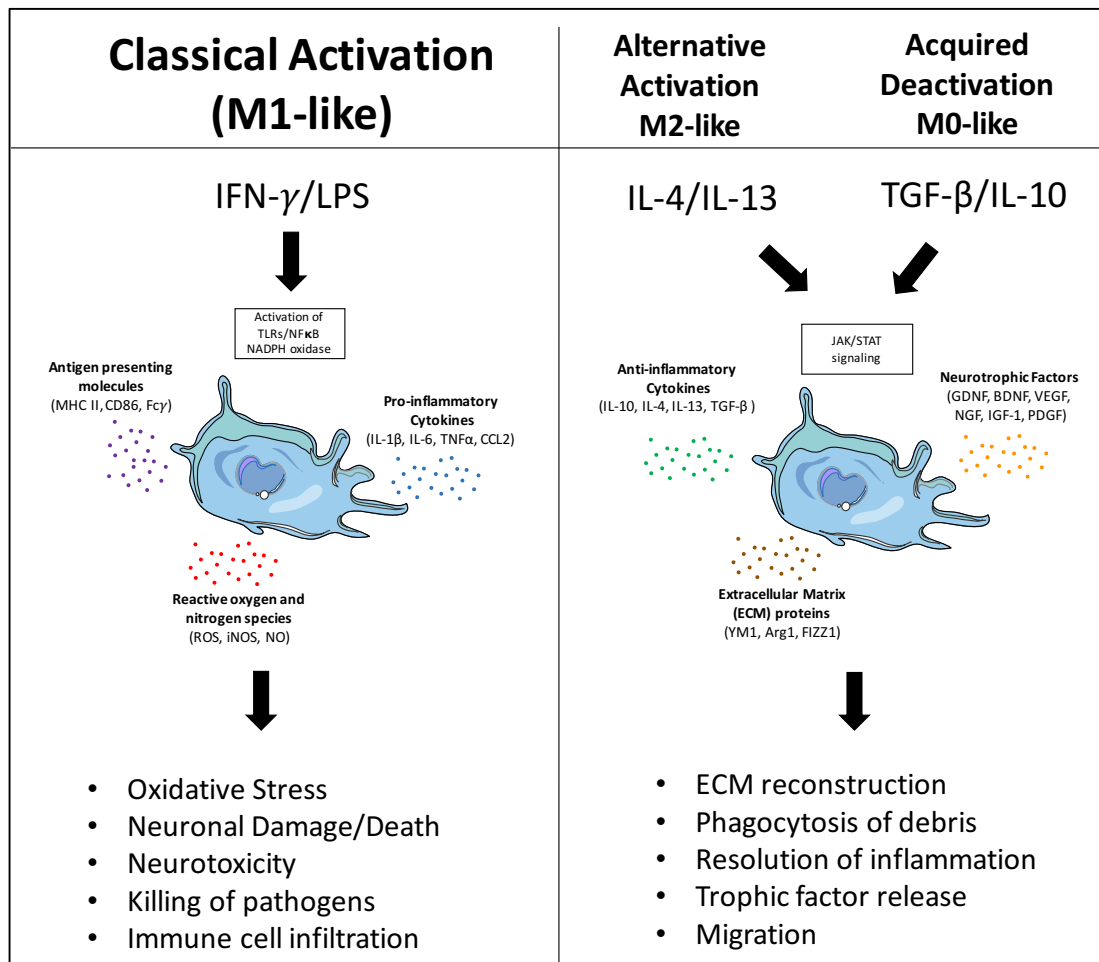 Classical Activation
(M1-like)
Alternative
Activation
M2-like
Acquired
Deactivation
M0-like
IFN-γ/LPS
Activation of
TLRs/NFκB
NADPH oxidase
Antigen presenting
molecules
(MHC II, CD86, Fcγ)
Pro-inflammatory
Cytokines
(IL-1β, IL-6, TNFα, CCL2)
Reactive oxygen and
nitrogen species
(ROS, iNOS, NO)
• Oxidative Stress
• Neuronal Damage/Death
• Neurotoxicity
• Killing of pathogens
• Immune cell infiltration
IL-4/IL-13
TGF-β/IL-10
JAK/STAT
signaling
Anti-inflammatory
Cytokines
(IL-10, IL-4, IL-13, TGF-β )
Neurotrophic Factors
(GDNF, BDNF, VEGF,
NGF, IGF-1, PDGF)
Extracellular Matrix
(ECM) proteins
(YM1, Arg1, FIZZ1)
• ECM reconstruction
• Phagocytosis of debris
• Resolution of inflammation
• Trophic factor release
• Migration